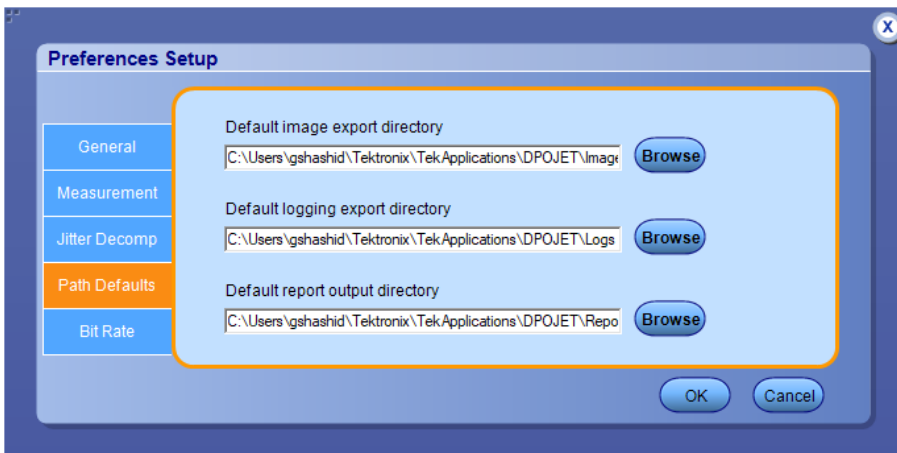 X
Preferences Setup
General
Measurement
Jitter Decomp
Path Defaults
Bit Rate
Default image export directory
C:\Users\gshashid\Tektronix\TekApplications\DPOJET\Image
Browse
Default logging export directory
C:\Users\gshashid\Tektronix\TekApplications\DPOJET\Logs
Browse
Default report output directory
C:\Users\gshashid\Tektronix\TekApplications\DPOJET\Repo
Browse
OK
Cancel